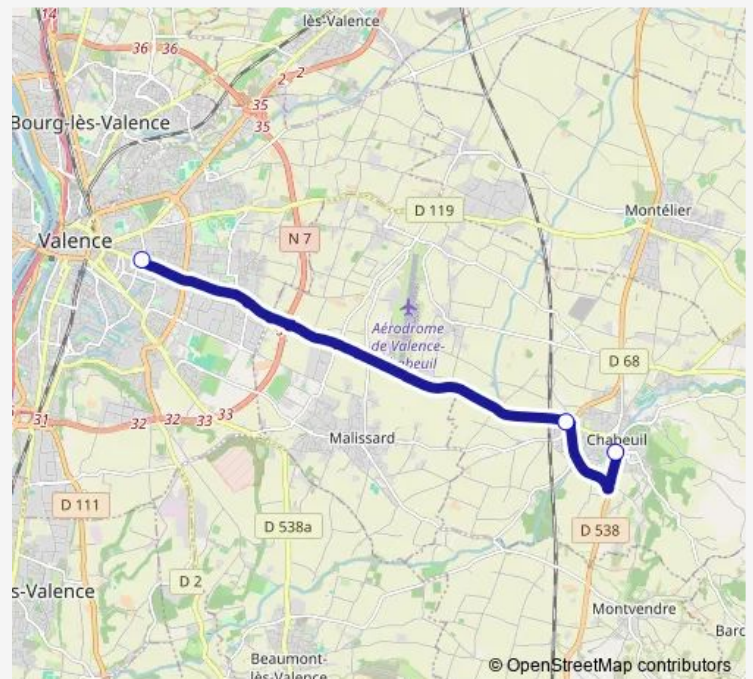 14
lès-Valence
36 36
2 2
35
35
Bourg-lès-Valence
D 119
Montélier
N 7
Valence
Aérodrome
de Valence-
D 68
31
32 32 33 33
Malissard
Chabeuil
D 111
D 538a
D 538
D 2
s-Valence
Montvendre
Barc
Beaumont-
lès-Valence
© OpenStreetMap contributors